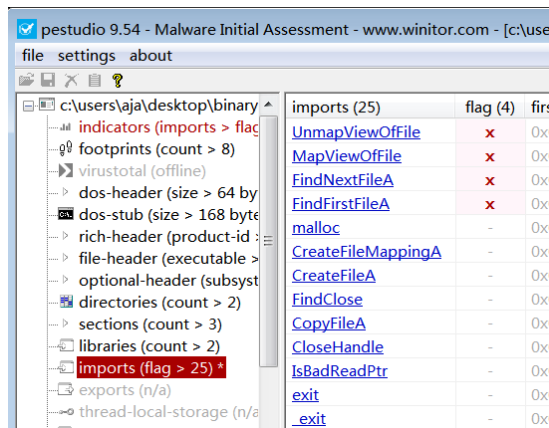 pestudio 9.54 - Malware Initial Assessment - www.winitor.com - [c:\use
file settings about
c:\users\aja\desktop\binary
indicators (imports > flag
footprints (count > 8)
virustotal (offline)
dos-header (size > 64 by
dos-stub (size > 168 byte
rich-header (product-id >
file-header (executable >
optional-header (subsyst
directories (count > 2)
sections (count > 3)
libraries (count > 2)
imports (flag > 25) *
exports (n/a)
thread-local-storage (n/a
imports (25) flag (4) firs
UnmapViewOfFile x 0x
MapViewOfFile x 0x
FindNextFileA x 0x
FindFirstFileA x 0x
malloc - 0x
CreateFileMappingA - 0x
CreateFileA - 0x
FindClose - 0x
CopyFileA - 0x
CloseHandle - 0x
IsBadReadPtr - 0x
exit - 0x
_exit - 0x